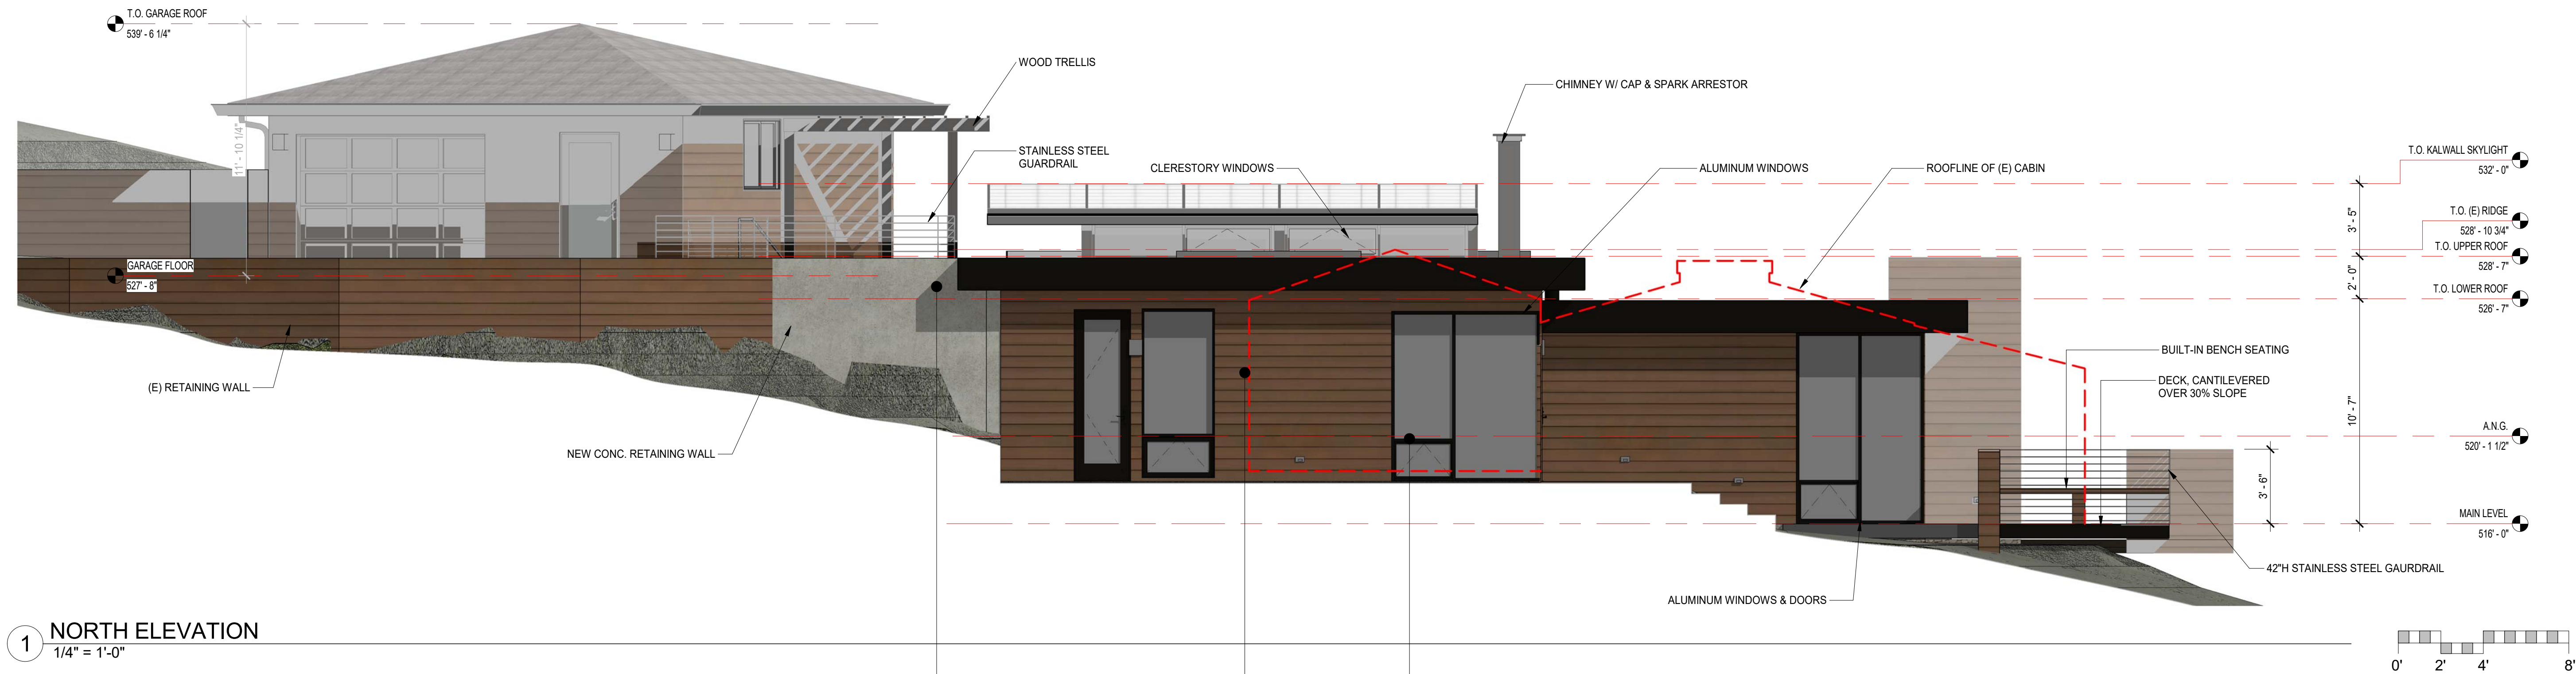 T.O. GARAGE ROOF
539' - 6 1/4"
11' - 10 1/4"
GARAGE FLOOR
527' - 8"
(E) RETAINING WALL
NEW CONC. RETAINING WALL
WOOD TRELLIS
STAINLESS STEEL
GUARDRAIL
CLERESTORY WINDOWS
CHIMNEY W/ CAP & SPARK ARRESTOR
ALUMINUM WINDOWS
ROOFLINE OF (E) CABIN
T.O. KALWALL SKYLIGHT
532' - 0"
3' - 5"
T.O. (E) RIDGE
528' - 10 3/4"
T.O. UPPER ROOF
528' - 7"
2' - 0"
T.O. LOWER ROOF
526' - 7"
BUILT-IN BENCH SEATING
DECK, CANTILEVERED
OVER 30% SLOPE
10' - 7"
A.N.G.
520' - 1 1/2"
3' - 6"
MAIN LEVEL
516' - 0"
42"H STAINLESS STEEL GAURDRAIL
ALUMINUM WINDOWS & DOORS
1
NORTH ELEVATION
1/4" = 1'-0"
0' 2' 4' 8'